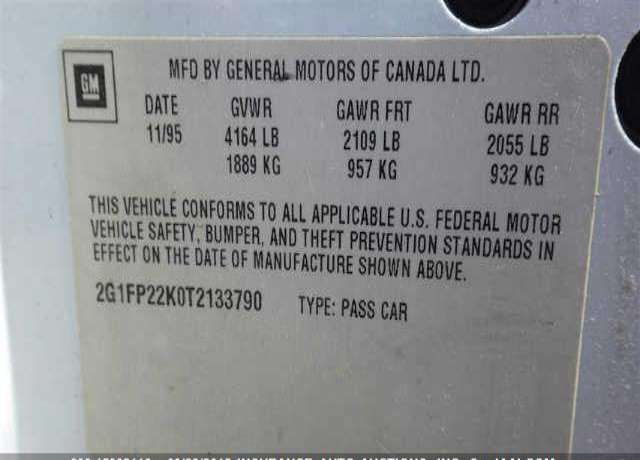 GM
MFD BY GENERAL MOTORS OF CANADA LTD.
DATE GVWR GAWR FRT GAWR RR
11/95 4164 LB 2109 LB 2055 LB
1889 KG 957 KG 932 KG
THIS VEHICLE CONFORMS TO ALL APPLICABLE U.S. FEDERAL MOTOR
VEHICLE SAFETY, BUMPER, AND THEFT PREVENTION STANDARDS IN
EFFECT ON THE DATE OF MANUFACTURE SHOWN ABOVE.
2G1FP22K0T2133790 TYPE: PASS CAR